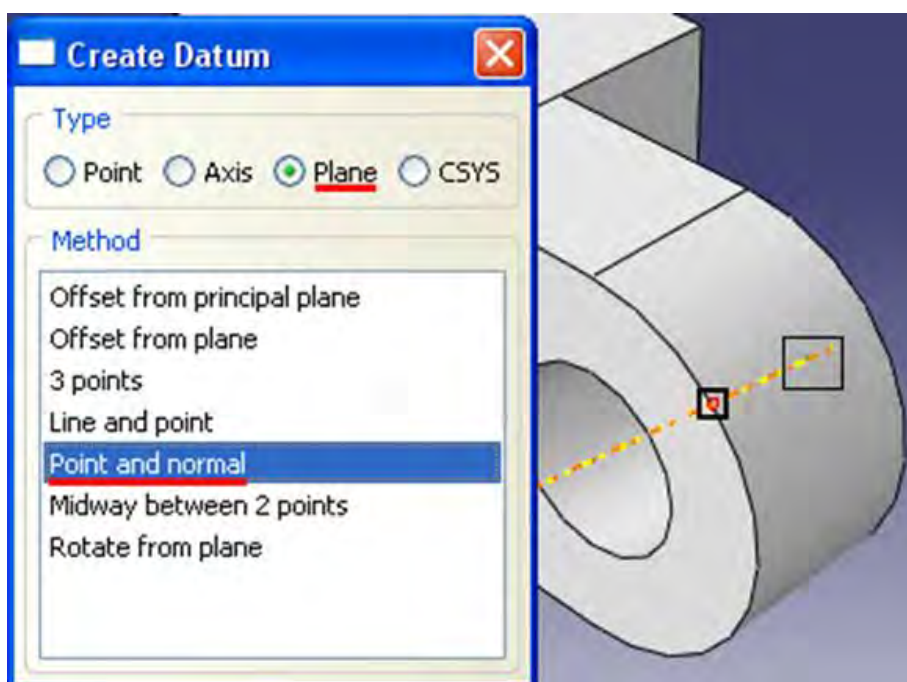 Create Datum
Type
Point Axis Plane CSYS
Method
Offset from principal plane
Offset from plane
3 points
Line and point
Point and normal
Midway between 2 points
Rotate from plane